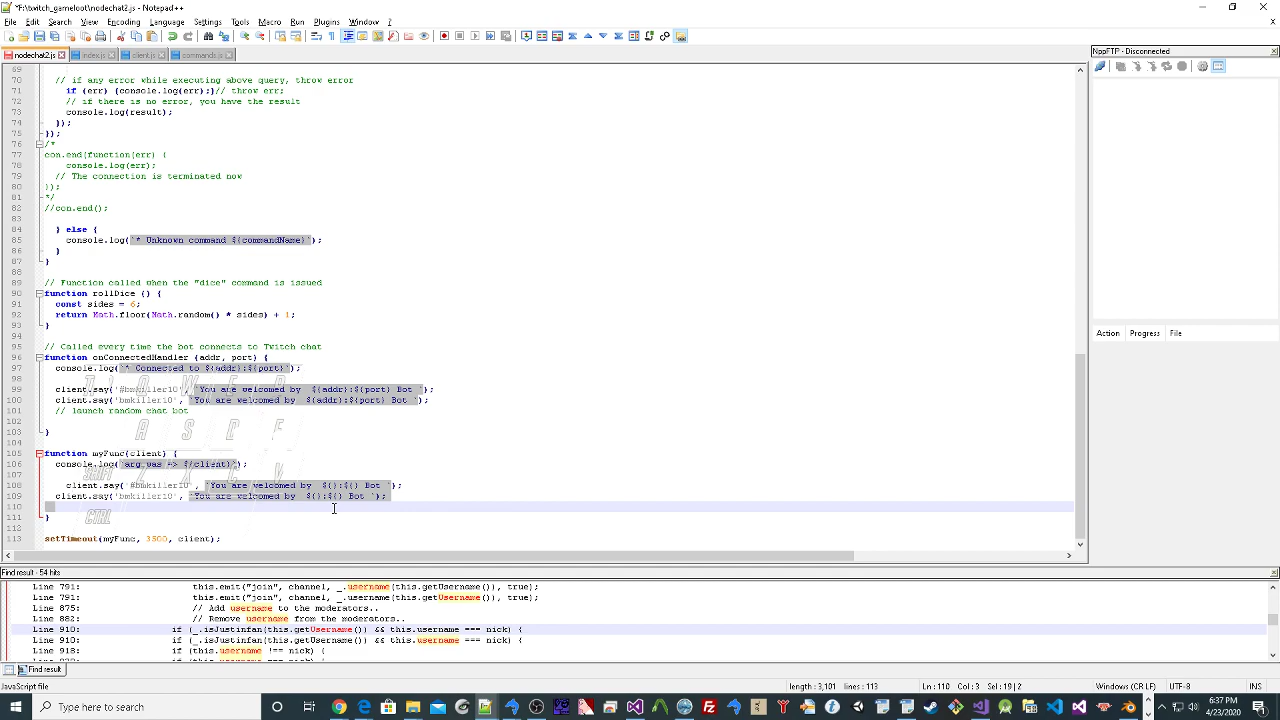 *F:\twitch_gameloot\nodechat2.js - Notepad++
File Edit Search View Encoding Language Settings Tools Macro Run Plugins Window ?
nodechat2.js index.js client.js commands.js
NppFTP - Disconnected
69
70 // if any error while executing above query, throw error
71 if (err) {console.log(err);}// throw err;
72 // if there is no error, you have the result
73 console.log(result);
74 });
75 });
76 /*
77 con.end(function(err) {
78 console.log(err);
79 // The connection is terminated now
80 });
81 */
82 //con.end();
83
84 } else {
85 console.log(`* Unknown command ${commandName}`);
86 }
87 }
88
89 // Function called when the "dice" command is issued
90 function rollDice () {
91 const sides = 6;
92 return Math.floor(Math.random() * sides) + 1;
93 }
94
95 // Called every time the bot connects to Twitch chat
96 function onConnectedHandler (addr, port) {
97 console.log(`* Connected to ${addr}:${port}`);
98
99 client.say('#bmkiller10', `You are welcomed by ${addr}:${port} Bot `);
100 client.say('bmkiller10', `You are welcomed by ${addr}:${port} Bot `);
101 // launch random chat bot
102
103 }
104
105 function myFunc(client) {
106 console.log(`arg was => ${client}`);
107
108 client.say('#bmkiller10', `You are welcomed by ${}:${} Bot `);
109 client.say('bmkiller10', `You are welcomed by ${}:${} Bot `);
110
111 }
112
113 setTimeout(myFunc, 3500, client);
Q W E R
A S D F
SHIFT Z X C V
CTRL
Action Progress File
Find result - 54 hits
Line 791: this.emit("join", channel, _.username(this.getUsername()), true);
Line 791: this.emit("join", channel, _.username(this.getUsername()), true);
Line 875: // Add username to the moderators..
Line 882: // Remove username from the moderators..
Line 910: if (_.isJustinfan(this.getUsername()) && this.username === nick) {
Line 910: if (_.isJustinfan(this.getUsername()) && this.username === nick) {
Line 918: if (this.username !== nick) {
Find result
JavaScript file length : 3,101 lines : 113 Ln : 110 Col : 3 Sel : 19 | 2 Windows (CR LF) UTF-8 INS
Type here to search
6:37 PM
4/23/2020